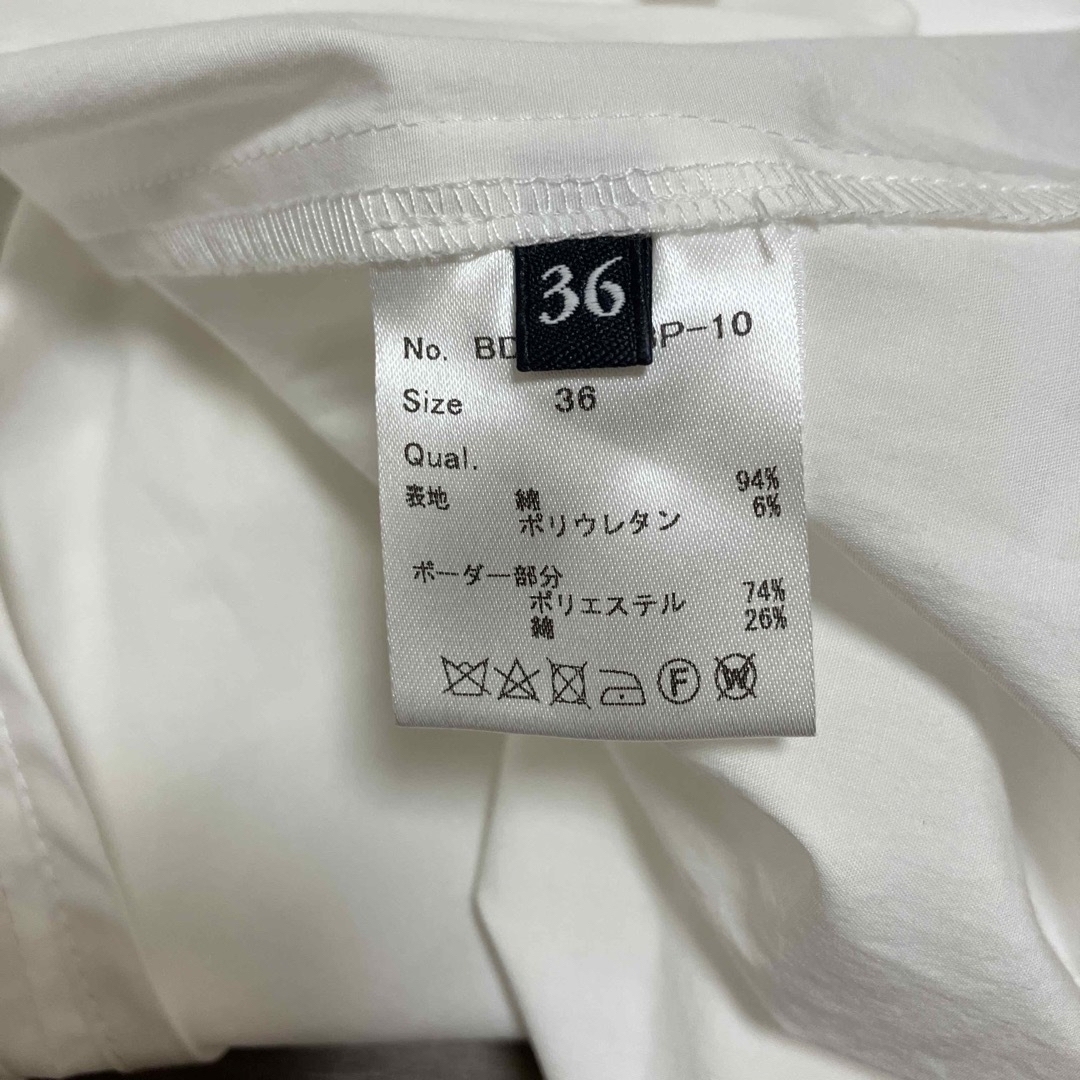 36
No. BD P-10
Size 36
Qual.
表地 綿 94%
ポリウレタン 6%
ボーダー部分
ポリエステル 74%
綿 26%
F W